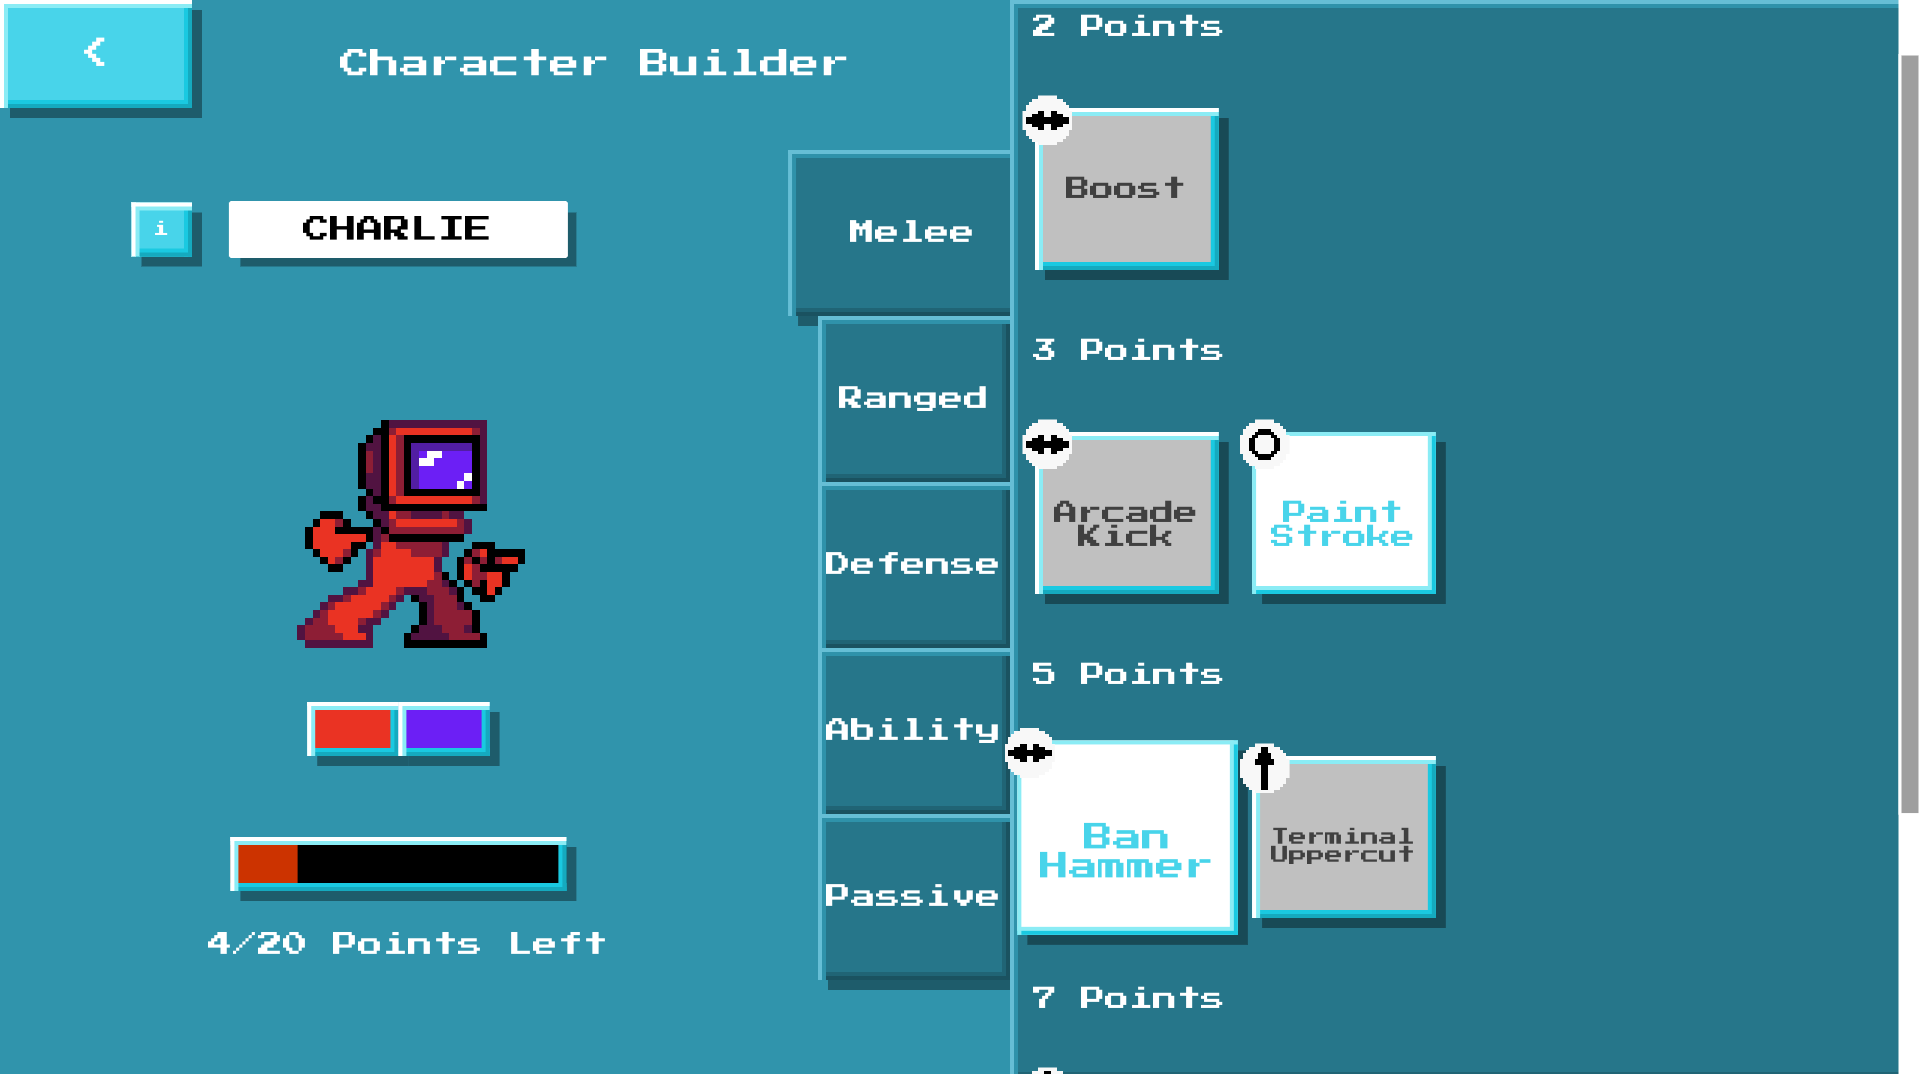 Character Builder
i
CHARLIE
4/20 Points Left
Melee
Ranged
Defense
Ability
Passive
2 Points
Boost
3 Points
Arcade
Kick
Paint
Stroke
5 Points
Ban
Hammer
Terminal
Uppercut
7 Points